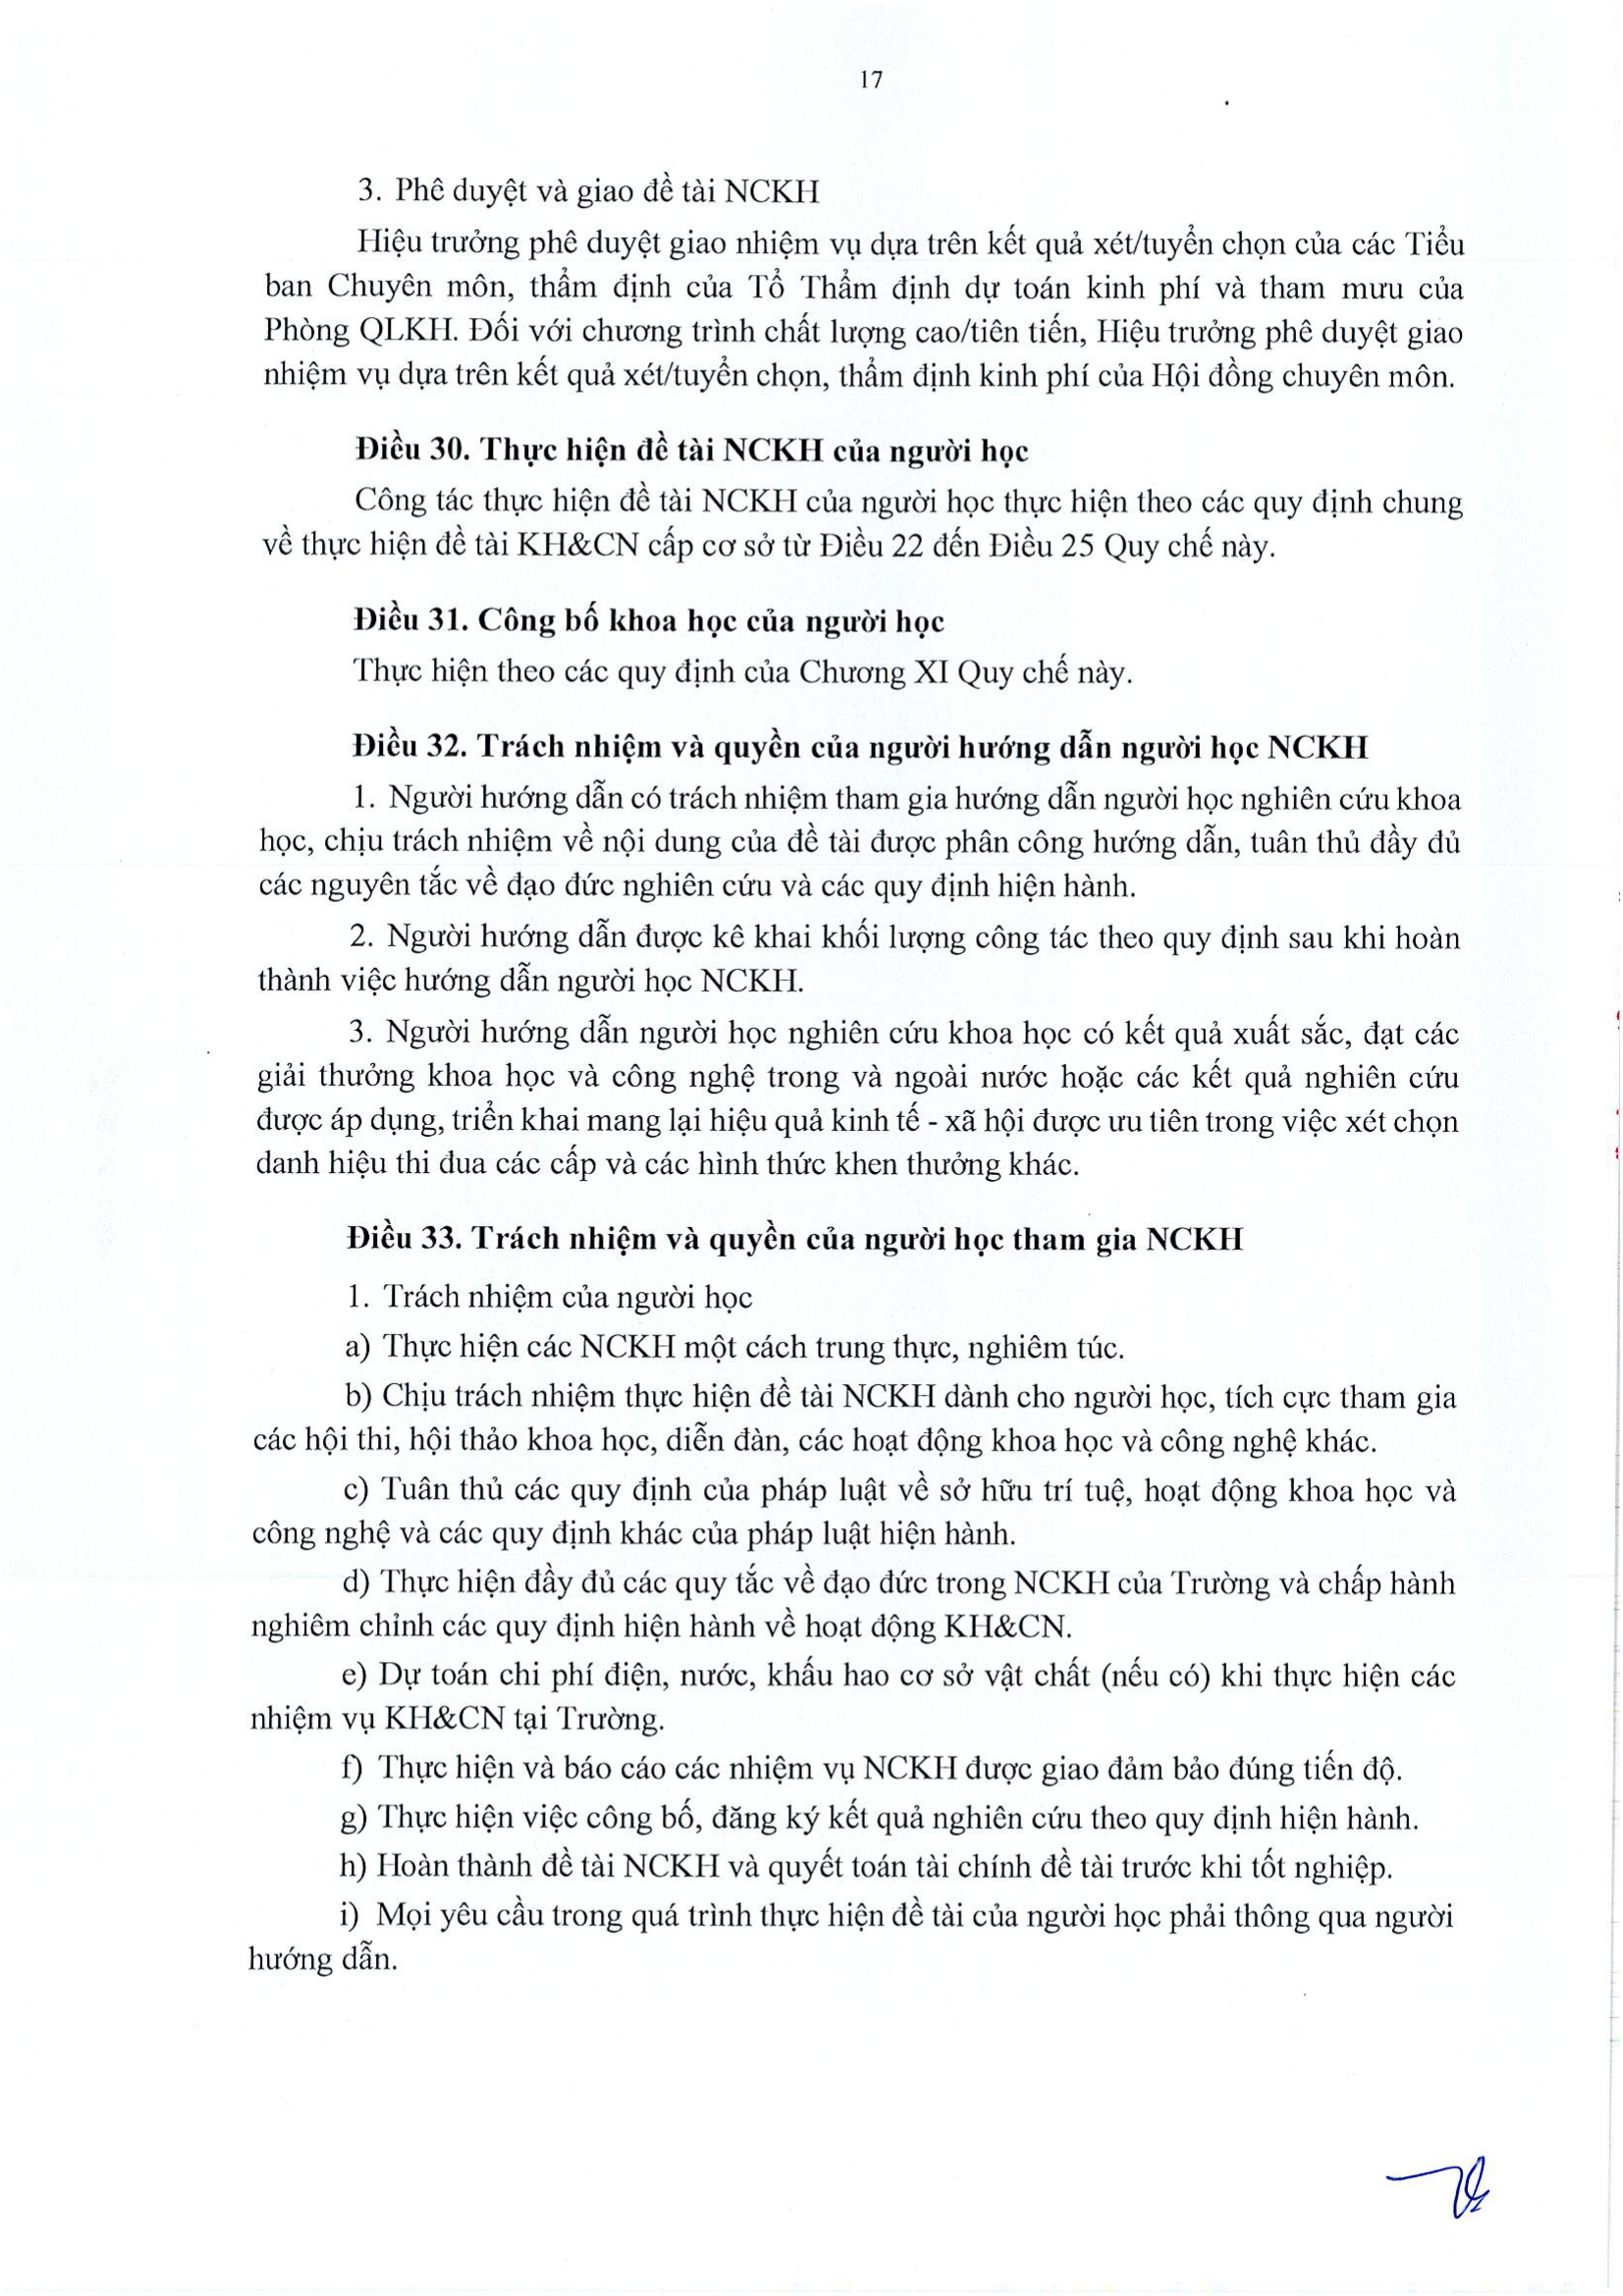 17
3. Phê duyệt và giao đề tài NCKH
Hiệu trưởng phê duyệt giao nhiệm vụ dựa trên kết quả xét/tuyển chọn của các Tiểu
ban Chuyên môn, thẩm định của Tổ Thẩm định dự toán kinh phí và tham mưu của
Phòng QLKH. Đối với chương trình chất lượng cao/tiên tiến, Hiệu trưởng phê duyệt giao
nhiệm vụ dựa trên kết quả xét/tuyển chọn, thẩm định kinh phí của Hội đồng chuyên môn.
Điều 30. Thực hiện đề tài NCKH của người học
Công tác thực hiện đề tài NCKH của người học thực hiện theo các quy định chung
về thực hiện đề tài KH&CN cấp cơ sở từ Điều 22 đến Điều 25 Quy chế này.
Điều 31. Công bố khoa học của người học
Thực hiện theo các quy định của Chương XI Quy chế này.
Điều 32. Trách nhiệm và quyền của người hướng dẫn người học NCKH
1. Người hướng dẫn có trách nhiệm tham gia hướng dẫn người học nghiên cứu khoa
học, chịu trách nhiệm về nội dung của đề tài được phân công hướng dẫn, tuân thủ đầy đủ
các nguyên tắc về đạo đức nghiên cứu và các quy định hiện hành.
2. Người hướng dẫn được kê khai khối lượng công tác theo quy định sau khi hoàn
thành việc hướng dẫn người học NCKH.
3. Người hướng dẫn người học nghiên cứu khoa học có kết quả xuất sắc, đạt các
giải thưởng khoa học và công nghệ trong và ngoài nước hoặc các kết quả nghiên cứu
được áp dụng, triển khai mang lại hiệu quả kinh tế - xã hội được ưu tiên trong việc xét chọn
danh hiệu thi đua các cấp và các hình thức khen thưởng khác.
Điều 33. Trách nhiệm và quyền của người học tham gia NCKH
1. Trách nhiệm của người học
a) Thực hiện các NCKH một cách trung thực, nghiêm túc.
b) Chịu trách nhiệm thực hiện đề tài NCKH dành cho người học, tích cực tham gia
các hội thi, hội thảo khoa học, diễn đàn, các hoạt động khoa học và công nghệ khác.
c) Tuân thủ các quy định của pháp luật về sở hữu trí tuệ, hoạt động khoa học và
công nghệ và các quy định khác của pháp luật hiện hành.
d) Thực hiện đầy đủ các quy tắc về đạo đức trong NCKH của Trường và chấp hành
nghiêm chỉnh các quy định hiện hành về hoạt động KH&CN.
e) Dự toán chi phí điện, nước, khấu hao cơ sở vật chất (nếu có) khi thực hiện các
nhiệm vụ KH&CN tại Trường.
f) Thực hiện và báo cáo các nhiệm vụ NCKH được giao đảm bảo đúng tiến độ.
g) Thực hiện việc công bố, đăng ký kết quả nghiên cứu theo quy định hiện hành.
h) Hoàn thành đề tài NCKH và quyết toán tài chính đề tài trước khi tốt nghiệp.
i) Mọi yêu cầu trong quá trình thực hiện đề tài của người học phải thông qua người
hướng dẫn.